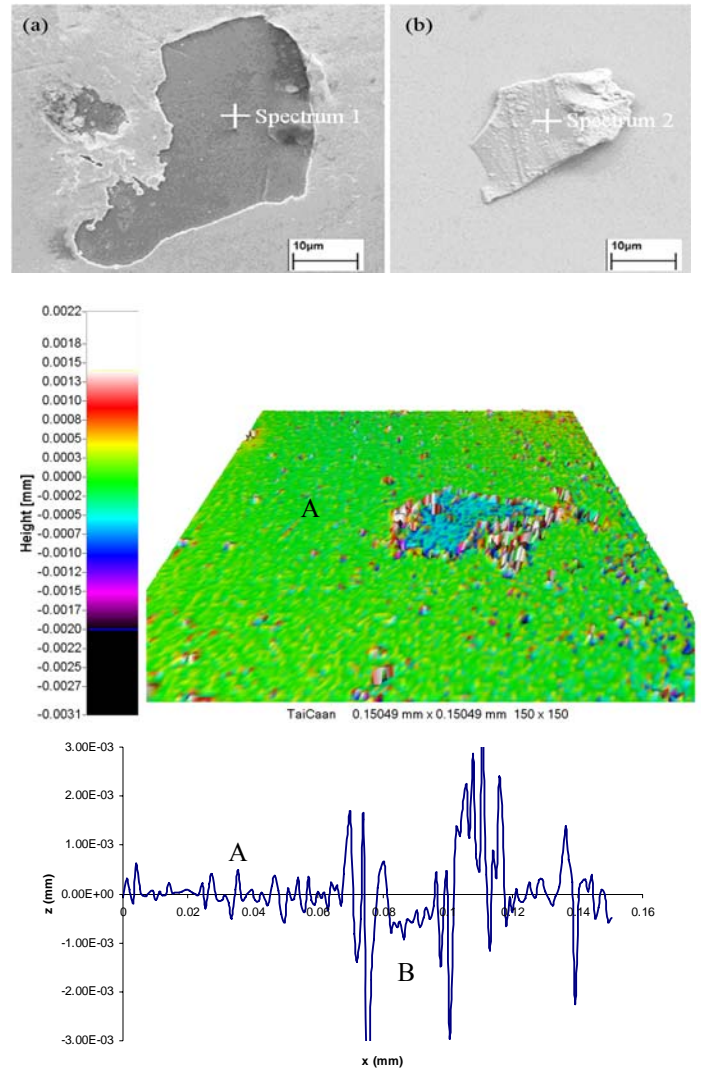 (a)
Spectrum 1
10μm
(b)
Spectrum 2
10μm
0.0022
0.0018
0.0015
0.0013
0.0010
0.0008
0.0005
0.0003
0.0000
-0.0002
-0.0005
-0.0007
-0.0010
-0.0012
-0.0015
-0.0017
-0.0020
-0.0022
-0.0025
-0.0027
-0.0031
Height [mm]
A
TaiCaan 0.15049 mm x 0.15049 mm 150 x 150
3.00E-03
2.00E-03
1.00E-03
0.00E+00
-1.00E-03
-2.00E-03
-3.00E-03
z (mm)
A
B
0 0.02 0.04 0.06 0.08 0.1 0.12 0.14 0.16
x (mm)